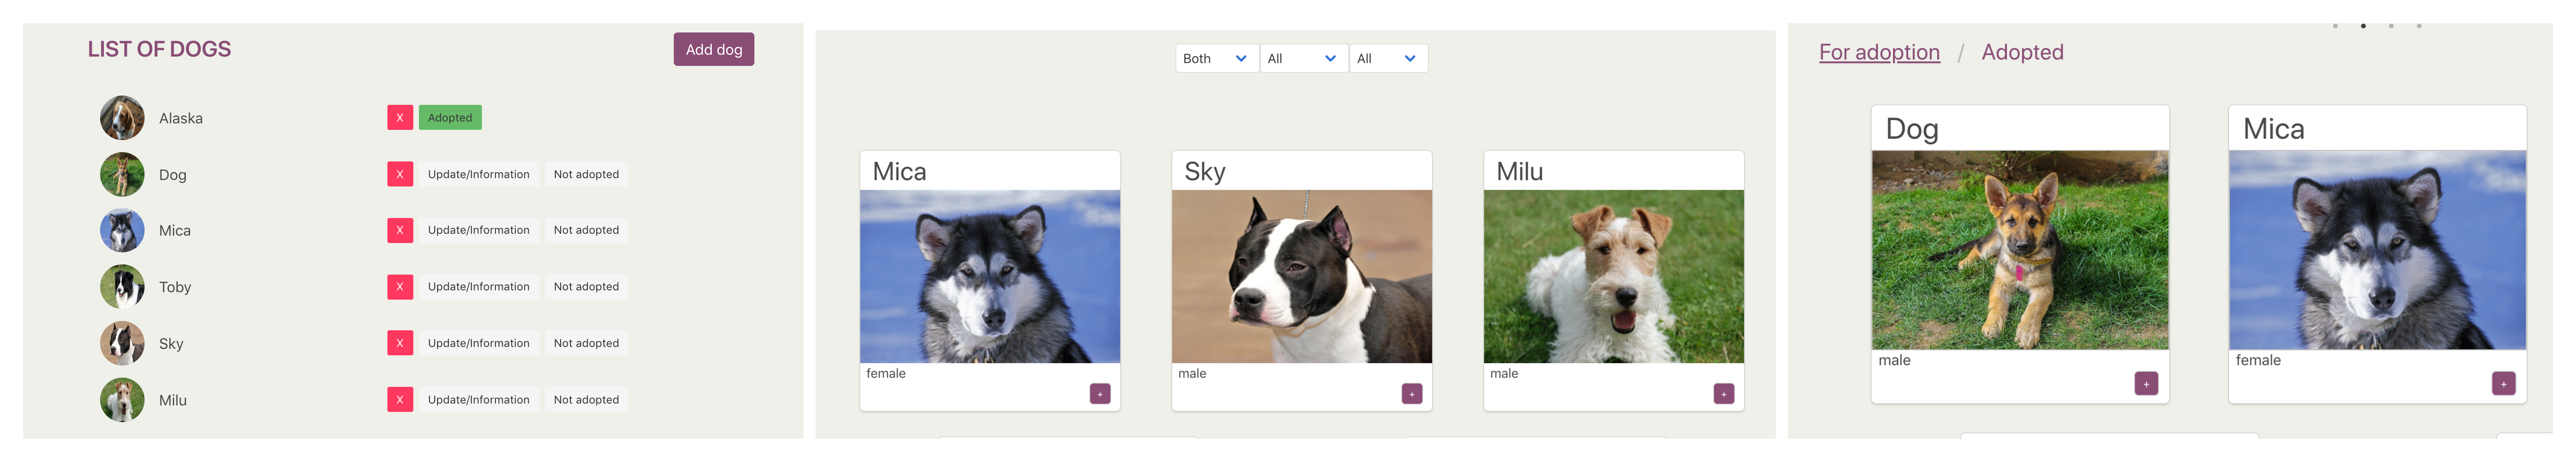 LIST OF DOGS
Add dog
Alaska
X Adopted
Dog
X Update/Information Not adopted
Mica
X Update/Information Not adopted
Toby
X Update/Information Not adopted
Sky
X Update/Information Not adopted
Milu
X Update/Information Not adopted
Both All All
Mica
female
+
Sky
male
+
Milu
male
+
For adoption / Adopted
Dog
male
+
Mica
female
+